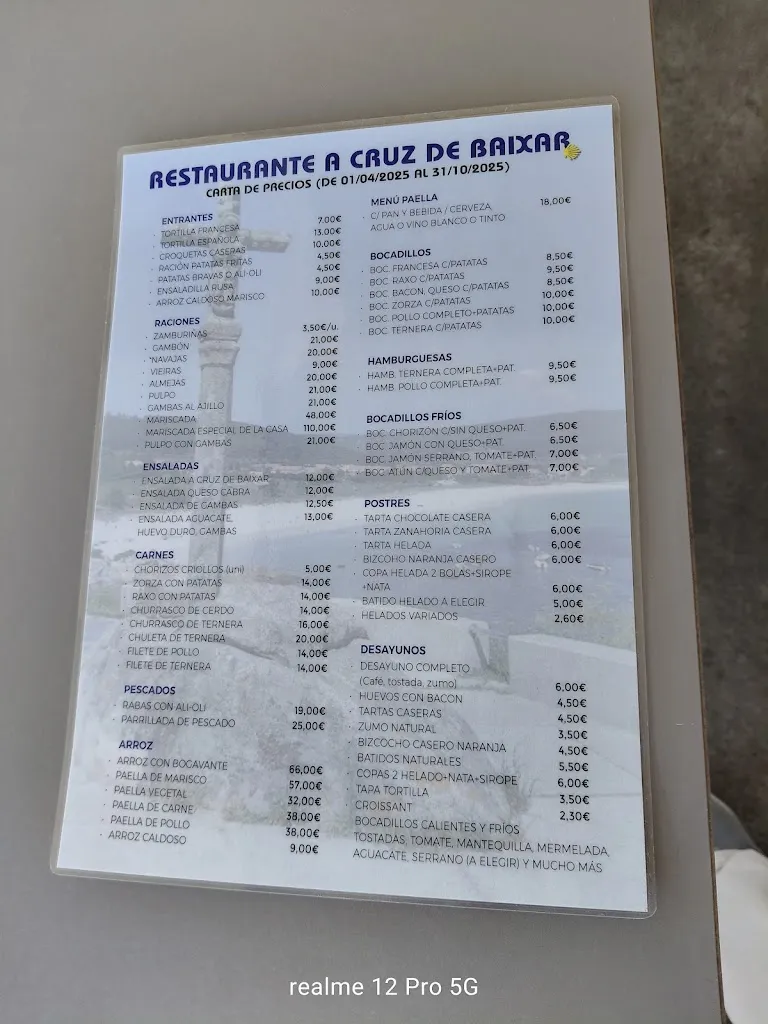 RESTAURANTE A CRUZ DE BAIXAR
CARTA DE PRECIOS (DE 01/04/2025 AL 31/10/2025)
ENTRANTES
· TORTILLA FRANCESA 7,00€
· TORTILLA ESPAÑOLA 13,00€
· CROQUETAS CASERAS 10,00€
· RACIÓN PATATAS FRITAS 4,50€
· PATATAS BRAVAS O ALI-OLI 4,50€
· ENSALADILLA RUSA 9,00€
· ARROZ CALDOSO MARISCO 10,00€
RACIONES
· ZAMBURIÑAS 3,50€/u.
· GAMBÓN 21,00€
· *NAVAJAS 20,00€
· VIEIRAS 9,00€
· ALMEJAS 20,00€
· PULPO 21,00€
· GAMBAS AL AJILLO 21,00€
· MARISCADA 48,00€
· MARISCADA ESPECIAL DE LA CASA 110,00€
· PULPO CON GAMBAS 21,00€
ENSALADAS
· ENSALADA A CRUZ DE BAIXAR 12,00€
· ENSALADA QUESO CABRA 12,00€
· ENSALADA DE GAMBAS 12,50€
· ENSALADA AGUACATE, 13,00€
HUEVO DURO, GAMBAS
CARNES
· CHORIZOS CRIOLLOS (uni) 5,00€
· ZORZA CON PATATAS 14,00€
· RAXO CON PATATAS 14,00€
· CHURRASCO DE CERDO 14,00€
· CHURRASCO DE TERNERA 16,00€
· CHULETA DE TERNERA 20,00€
· FILETE DE POLLO 14,00€
· FILETE DE TERNERA 14,00€
PESCADOS
· RABAS CON ALI-OLI 19,00€
· PARRILLADA DE PESCADO 25,00€
ARROZ
· ARROZ CON BOGAVANTE 66,00€
· PAELLA DE MARISCO 57,00€
· PAELLA VEGETAL 32,00€
· PAELLA DE CARNE 38,00€
· PAELLA DE POLLO 38,00€
· ARROZ CALDOSO 9,00€
MENÚ PAELLA
· C/ PAN Y BEBIDA / CERVEZA, 18,00€
AGUA O VINO BLANCO O TINTO
BOCADILLOS
· BOC. FRANCESA C/PATATAS 8,50€
· BOC. RAXO C/PATATAS 9,50€
· BOC. BACON, QUESO C/PATATAS 8,50€
· BOC. ZORZA C/PATATAS 10,00€
· BOC. POLLO COMPLETO+PATATAS 10,00€
· BOC. TERNERA C/PATATAS 10,00€
HAMBURGUESAS
· HAMB. TERNERA COMPLETA+PAT. 9,50€
· HAMB. POLLO COMPLETA+PAT. 9,50€
BOCADILLOS FRÍOS
· BOC. CHORIZÓN C/SIN QUESO+PAT. 6,50€
· BOC. JAMÓN CON QUESO+PAT. 6,50€
· BOC. JAMÓN SERRANO, TOMATE+PAT. 7,00€
· BOC. ATÚN C/QUESO Y TOMATE+PAT. 7,00€
POSTRES
· TARTA CHOCOLATE CASERA 6,00€
· TARTA ZANAHORIA CASERA 6,00€
· TARTA HELADA 6,00€
· BIZCOHO NARANJA CASERO 6,00€
· COPA HELADA 2 BOLAS+SIROPE
+NATA 6,00€
· BATIDO HELADO A ELEGIR 5,00€
· HELADOS VARIADOS 2,60€
DESAYUNOS
· DESAYUNO COMPLETO
(Café, tostada, zumo) 6,00€
· HUEVOS CON BACON 4,50€
· TARTAS CASERAS 4,50€
· ZUMO NATURAL 3,50€
· BIZCOCHO CASERO NARANJA 4,50€
· BATIDOS NATURALES 5,50€
· COPAS 2 HELADO+NATA+SIROPE 6,00€
· TAPA TORTILLA 3,50€
· CROISSANT 2,30€
BOCADILLOS CALIENTES Y FRÍOS
TOSTADAS, TOMATE, MANTEQUILLA, MERMELADA,
AGUACATE, SERRANO (A ELEGIR) Y MUCHO MÁS
realme 12 Pro 5G